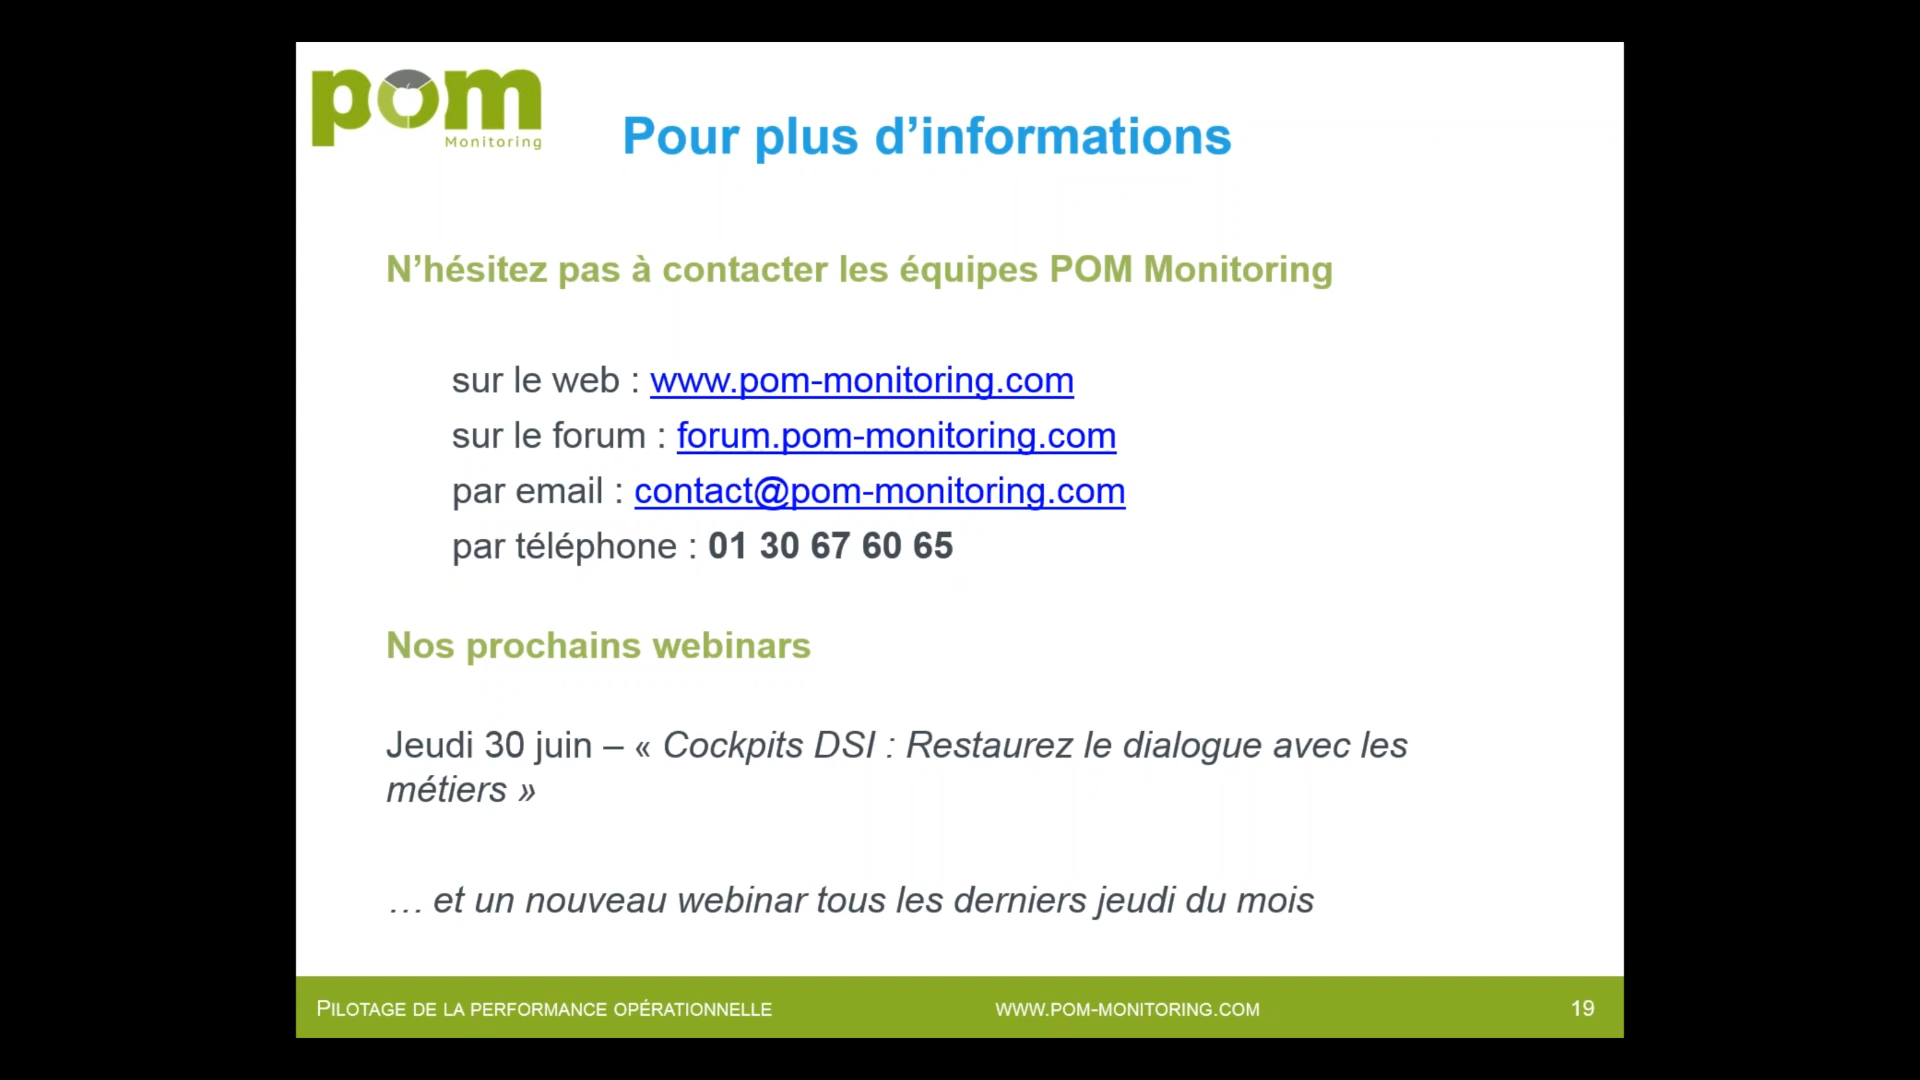 pom
Monitoring
Pour plus d’informations
N’hésitez pas à contacter les équipes POM Monitoring
sur le web : www.pom-monitoring.com
sur le forum : forum.pom-monitoring.com
par email : contact@pom-monitoring.com
par téléphone : 01 30 67 60 65
Nos prochains webinars
Jeudi 30 juin – « Cockpits DSI : Restaurez le dialogue avec les
métiers »
… et un nouveau webinar tous les derniers jeudi du mois
PILOTAGE DE LA PERFORMANCE OPÉRATIONNELLE WWW.POM-MONITORING.COM 19